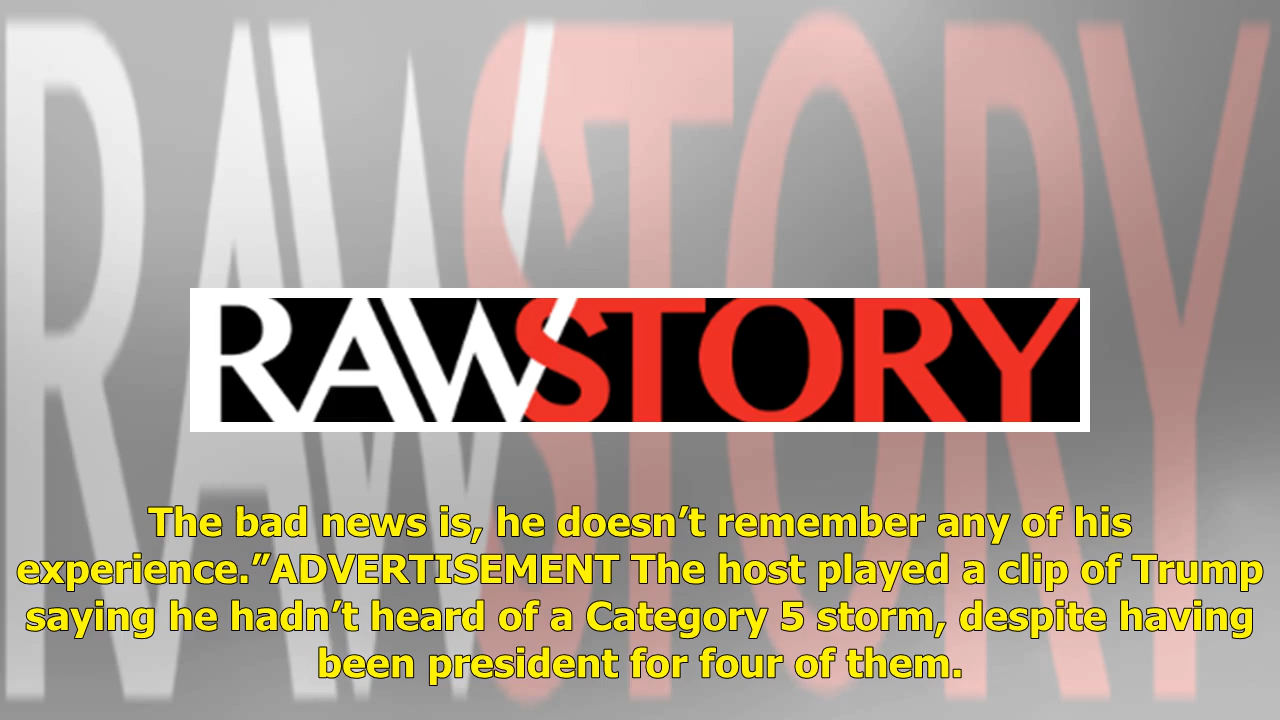 RAWSTORY
RAWSTORY
The bad news is, he doesn’t remember any of his
experience.”ADVERTISEMENT The host played a clip of Trump
saying he hadn’t heard of a Category 5 storm, despite having
been president for four of them.